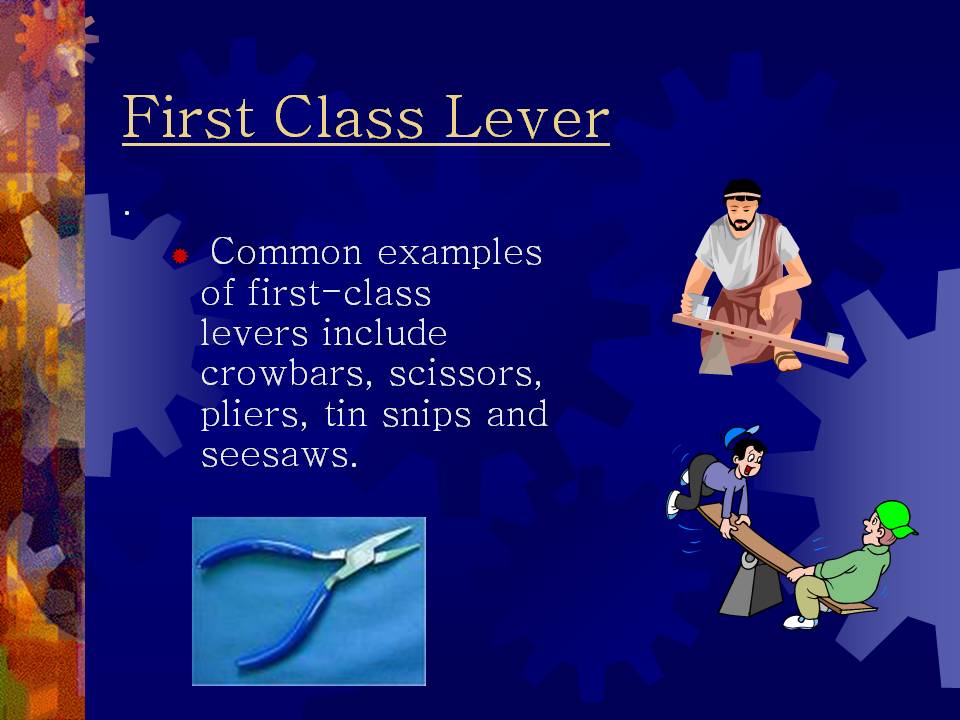 First Class Lever
.
Common examples
of first-class
levers include
crowbars, scissors,
pliers, tin snips and
seesaws.